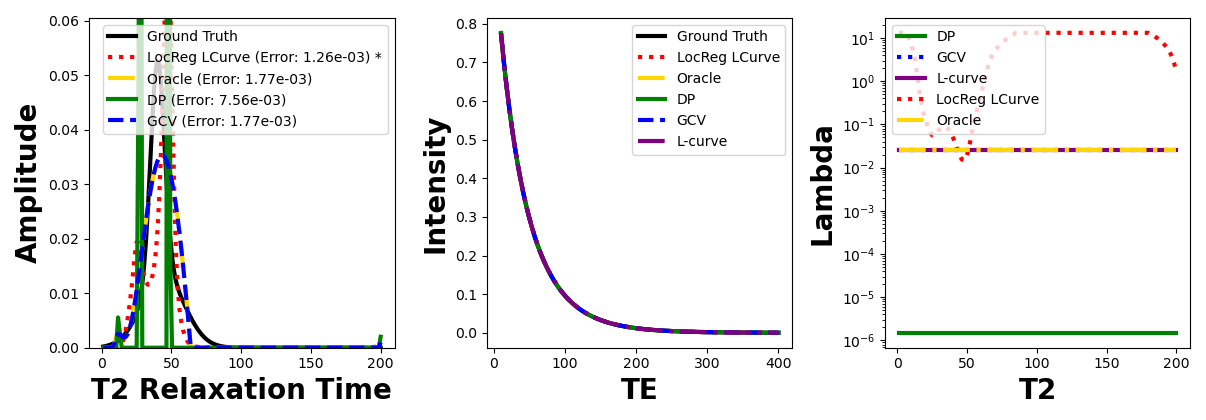 0.06
0.05
0.04
0.03
0.02
0.01
0.00
Amplitude
Ground Truth
LocReg LCurve (Error: 1.26e-03) *
Oracle (Error: 1.77e-03)
DP (Error: 7.56e-03)
GCV (Error: 1.77e-03)
0 50 100 150 200
T2 Relaxation Time
0.8
0.7
0.6
0.5
0.4
0.3
0.2
0.1
0.0
Intensity
Ground Truth
LocReg LCurve
Oracle
DP
GCV
L-curve
0 100 200 300 400
TE
10^1
10^0
10^-1
10^-2
10^-3
10^-4
10^-5
10^-6
Lambda
DP
GCV
L-curve
LocReg LCurve
Oracle
0 50 100 150 200
T2